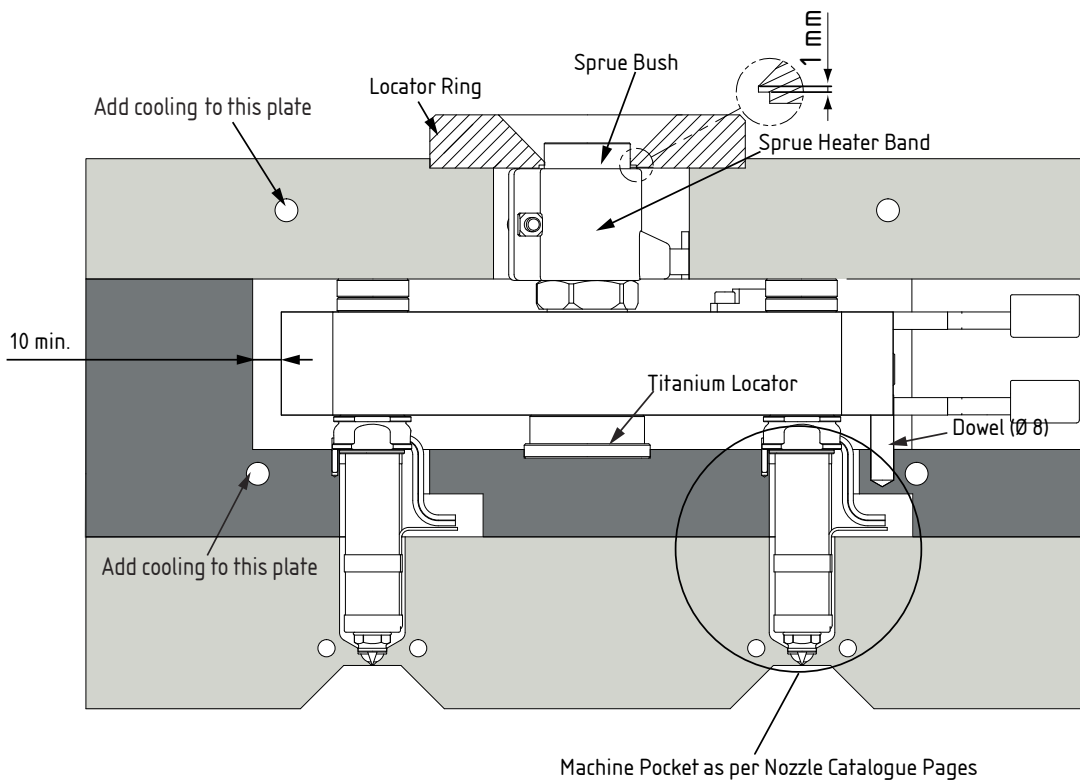 1 mm
Sprue Bush
Locator Ring
Add cooling to this plate
Sprue Heater Band
10 min.
Titanium Locator
Dowel (Ø 8)
Add cooling to this plate
Machine Pocket as per Nozzle Catalogue Pages